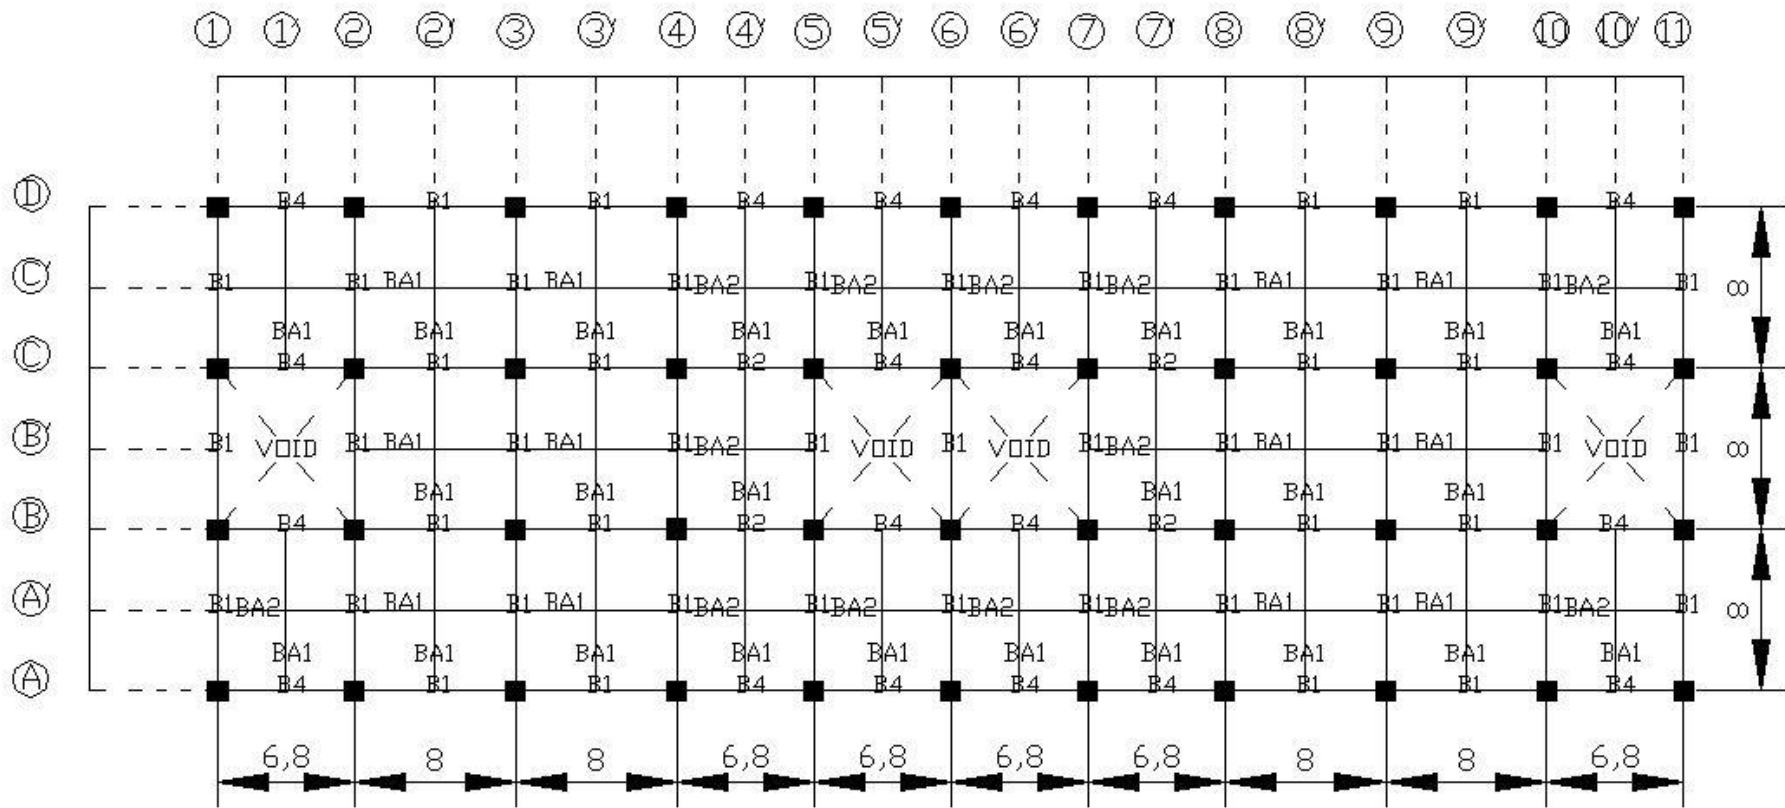 1 1' 2 2' 3 3' 4 4' 5 5' 6 6' 7 7' 8 8' 9 9' 10 10' 11
D B4 B1 B1 B4 B4 B4 B4 B1 B1 B4
C' B1 B1 BA1 B1 BA1 B1 BA2 B1 BA2 B1 BA2 B1 BA2 B1 BA1 B1 BA1 B1 BA2 B1 8
BA1 BA1 BA1 BA1 BA1 BA1 BA1 BA1 BA1 BA1
C B4 B1 B1 B2 B4 B4 B2 B1 B1 B4
B' B1 VOID B1 BA1 B1 BA1 B1 BA2 B1 VOID B1 VOID B1 BA2 B1 BA1 B1 BA1 B1 VOID B1 8
BA1 BA1 BA1 BA1 BA1 BA1
B B4 B1 B1 B2 B4 B4 B2 B1 B1 B4
A' B1 BA2 B1 BA1 B1 BA1 B1 BA2 B1 BA2 B1 BA2 B1 BA2 B1 BA1 B1 BA1 B1 BA2 B1 8
BA1 BA1 BA1 BA1 BA1 BA1 BA1 BA1 BA1 BA1
A B4 B1 B1 B4 B4 B4 B4 B1 B1 B4
6,8 8 8 6,8 6,8 6,8 6,8 8 8 6,8